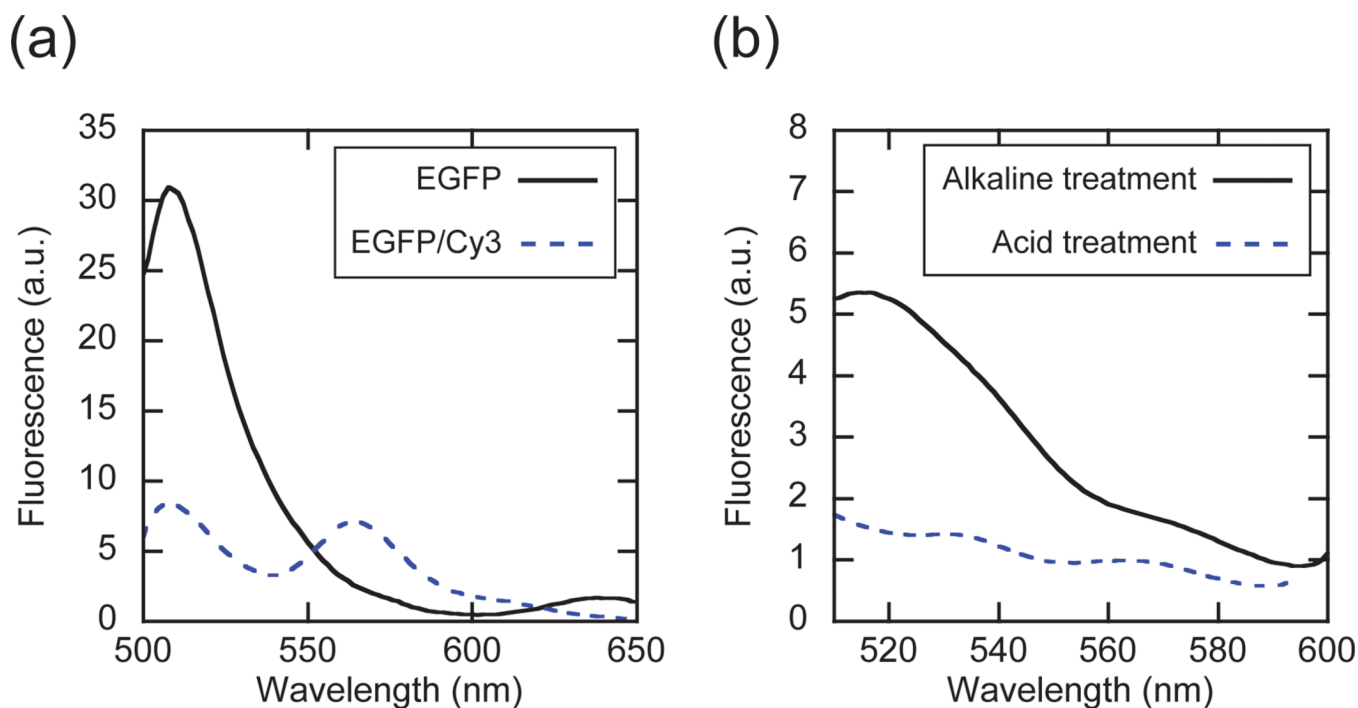 (a)
35
30
25
20
15
10
5
0
Fluorescence (a.u.)
EGFP
EGFP/Cy3
500 550 600 650
Wavelength (nm)
(b)
8
7
6
5
4
3
2
1
0
Fluorescence (a.u.)
Alkaline treatment
Acid treatment
520 540 560 580 600
Wavelength (nm)